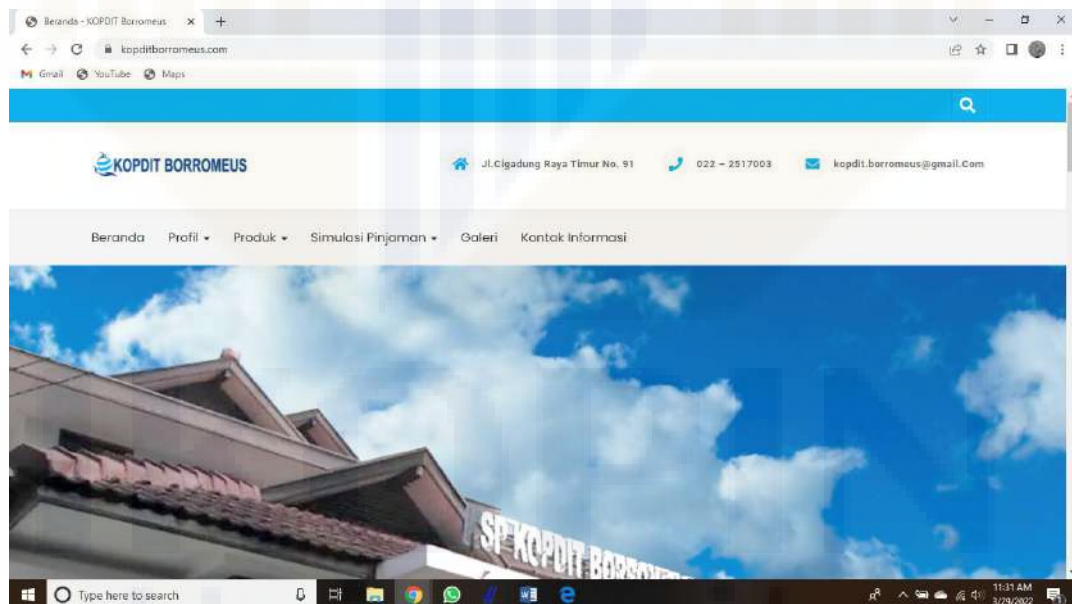 Beranda - KOPDIT Borromeus
kopditborromeus.com
Gmail YouTube Maps
KOPDIT BORROMEUS
Jl.Cigadung Raya Timur No. 91
022 – 2517003
kopdit.borromeus@gmail.Com
Beranda Profil Produk Simulasi Pinjaman Galeri Kontak Informasi
SP KOPDIT BORROMEUS
Type here to search
11:31 AM
3/29/2022